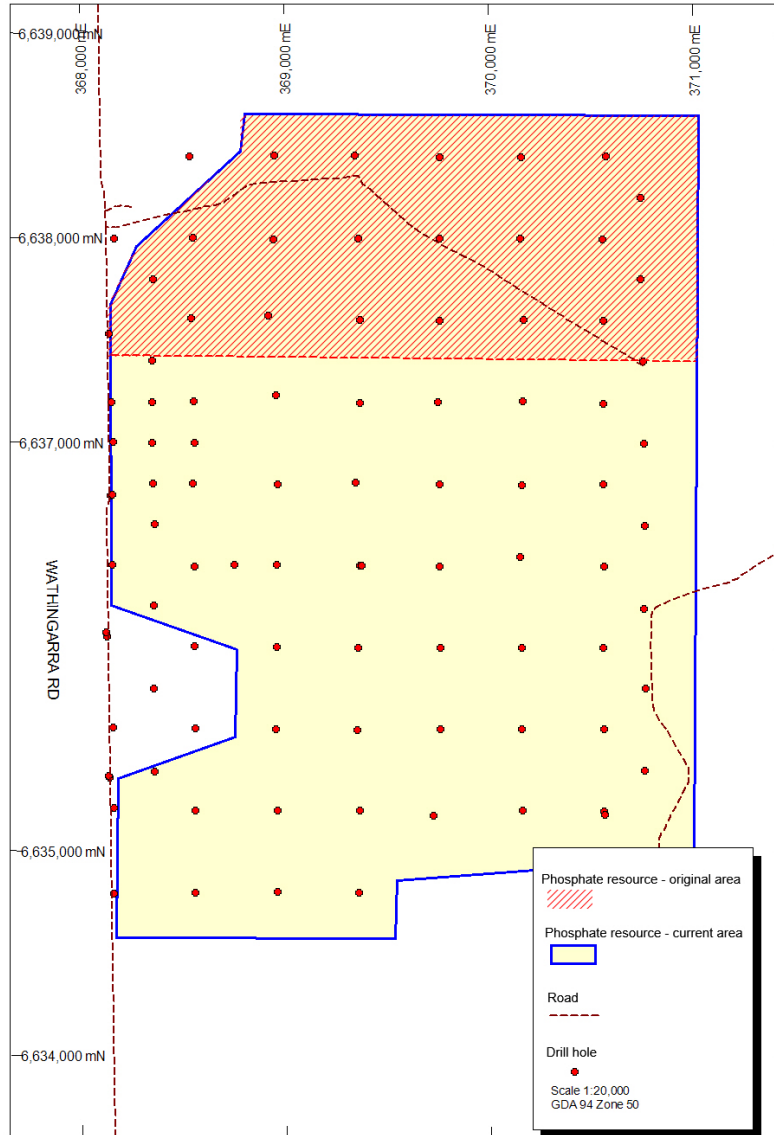 368,000 mE
369,000 mE
370,000 mE
371,000 mE
6,639,000 mN
6,638,000 mN
6,637,000 mN
WATHINGARRA RD
6,635,000 mN
6,634,000 mN
Phosphate resource - original area
Phosphate resource - current area
Road
Drill hole
Scale 1:20,000
GDA 94 Zone 50